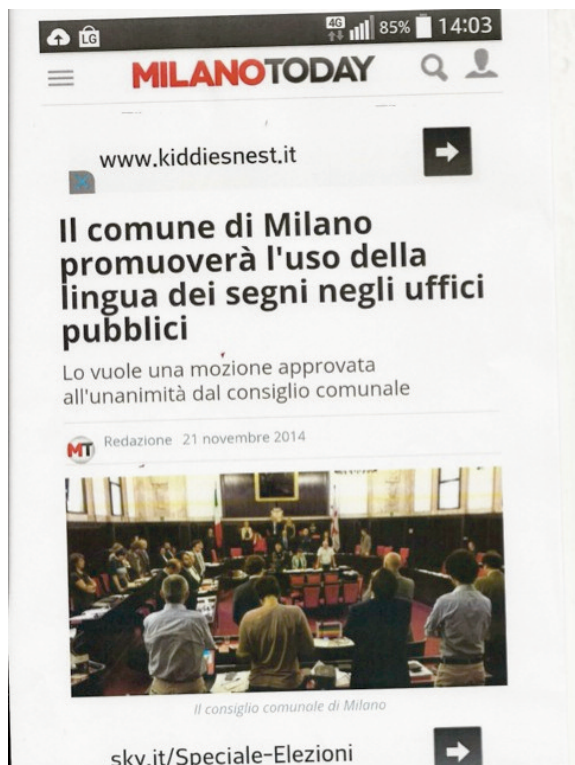 LG
4G
85%
14:03
MILANOTODAY
www.kiddiesnest.it
Il comune di Milano
promuoverà l'uso della
lingua dei segni negli uffici
pubblici
Lo vuole una mozione approvata
all'unanimità dal consiglio comunale
MT
Redazione 21 novembre 2014
Il consiglio comunale di Milano
sky.it/Speciale-Elezioni